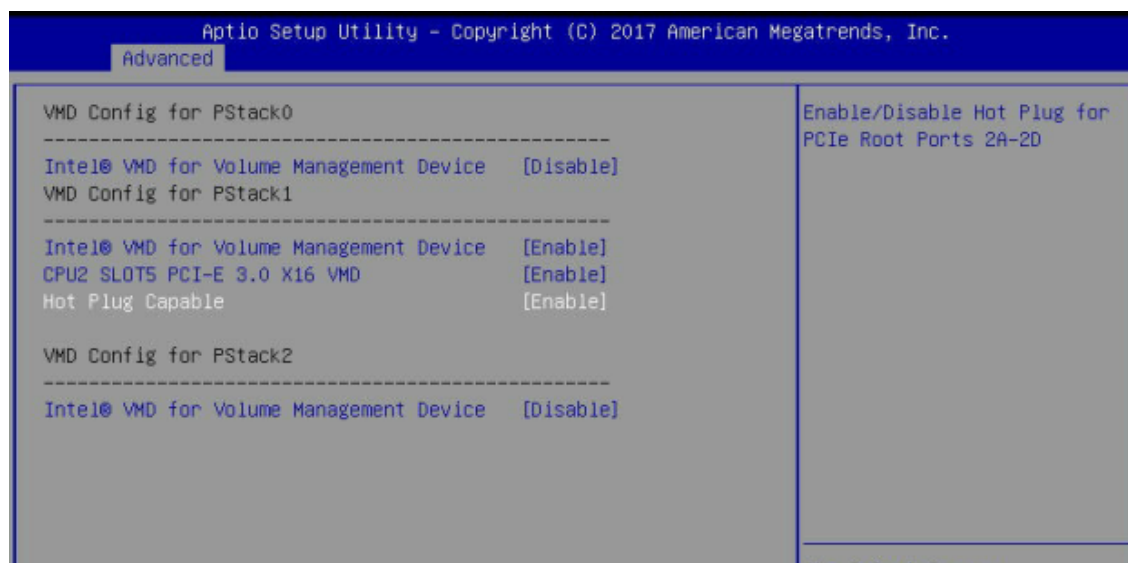 Aptio Setup Utility – Copyright (C) 2017 American Megatrends, Inc.
Advanced
VMD Config for PStack0
------------------------------------------------------
Intel® VMD for Volume Management Device [Disable]
VMD Config for PStack1
------------------------------------------------------
Intel® VMD for Volume Management Device [Enable]
CPU2 SLOT5 PCI-E 3.0 X16 VMD [Enable]
Hot Plug Capable [Enable]
VMD Config for PStack2
------------------------------------------------------
Intel® VMD for Volume Management Device [Disable]
Enable/Disable Hot Plug for
PCIe Root Ports 2A-2D